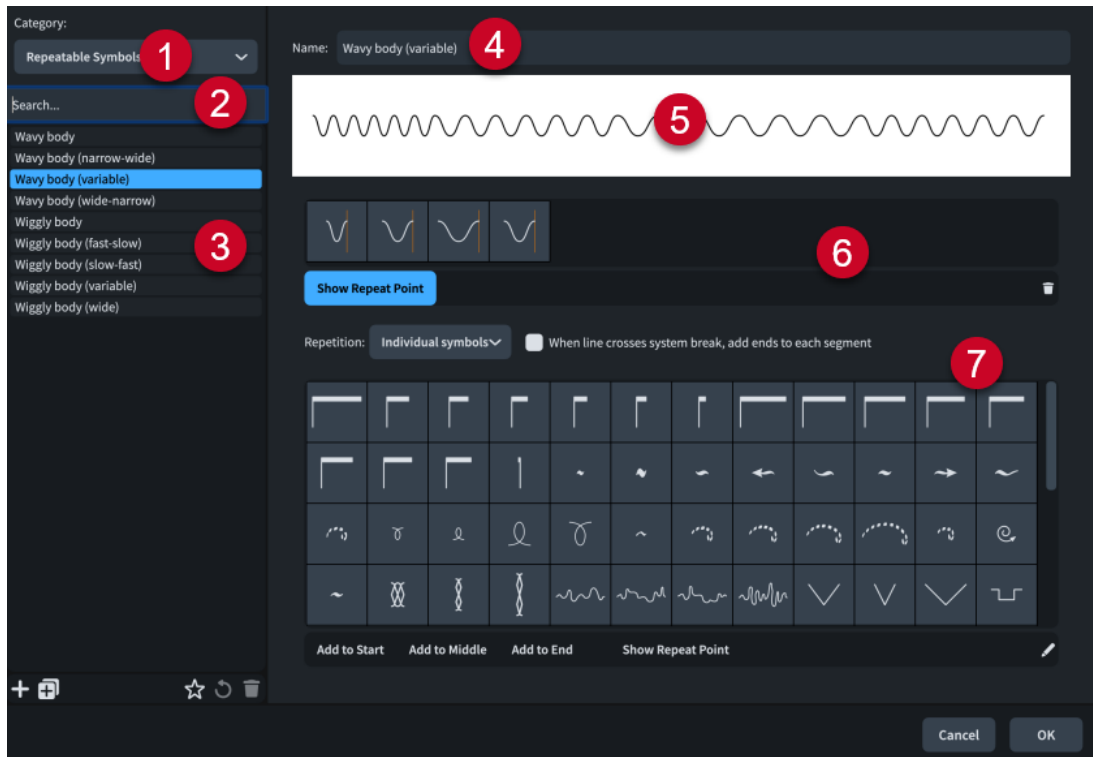 Category:
Repeatable Symbols
1
Search...
2
Wavy body
Wavy body (narrow-wide)
Wavy body (variable)
Wavy body (wide-narrow)
Wiggly body
Wiggly body (fast-slow)
3
Wiggly body (slow-fast)
Wiggly body (variable)
Wiggly body (wide)
Name: Wavy body (variable)
4
5
6
Show Repeat Point
Repetition: Individual symbols When line crosses system break, add ends to each segment
7
Add to Start Add to Middle Add to End Show Repeat Point
Cancel OK